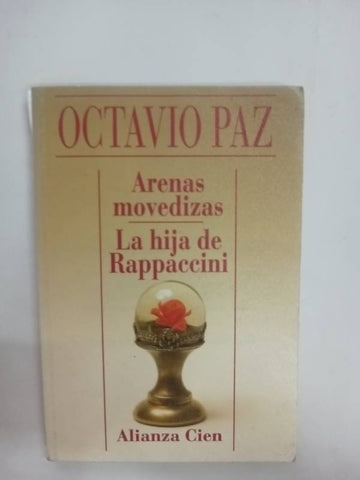 OCTAVIO PAZ
Arenas
movedizas
La hija de
Rappaccini
Alianza Cien